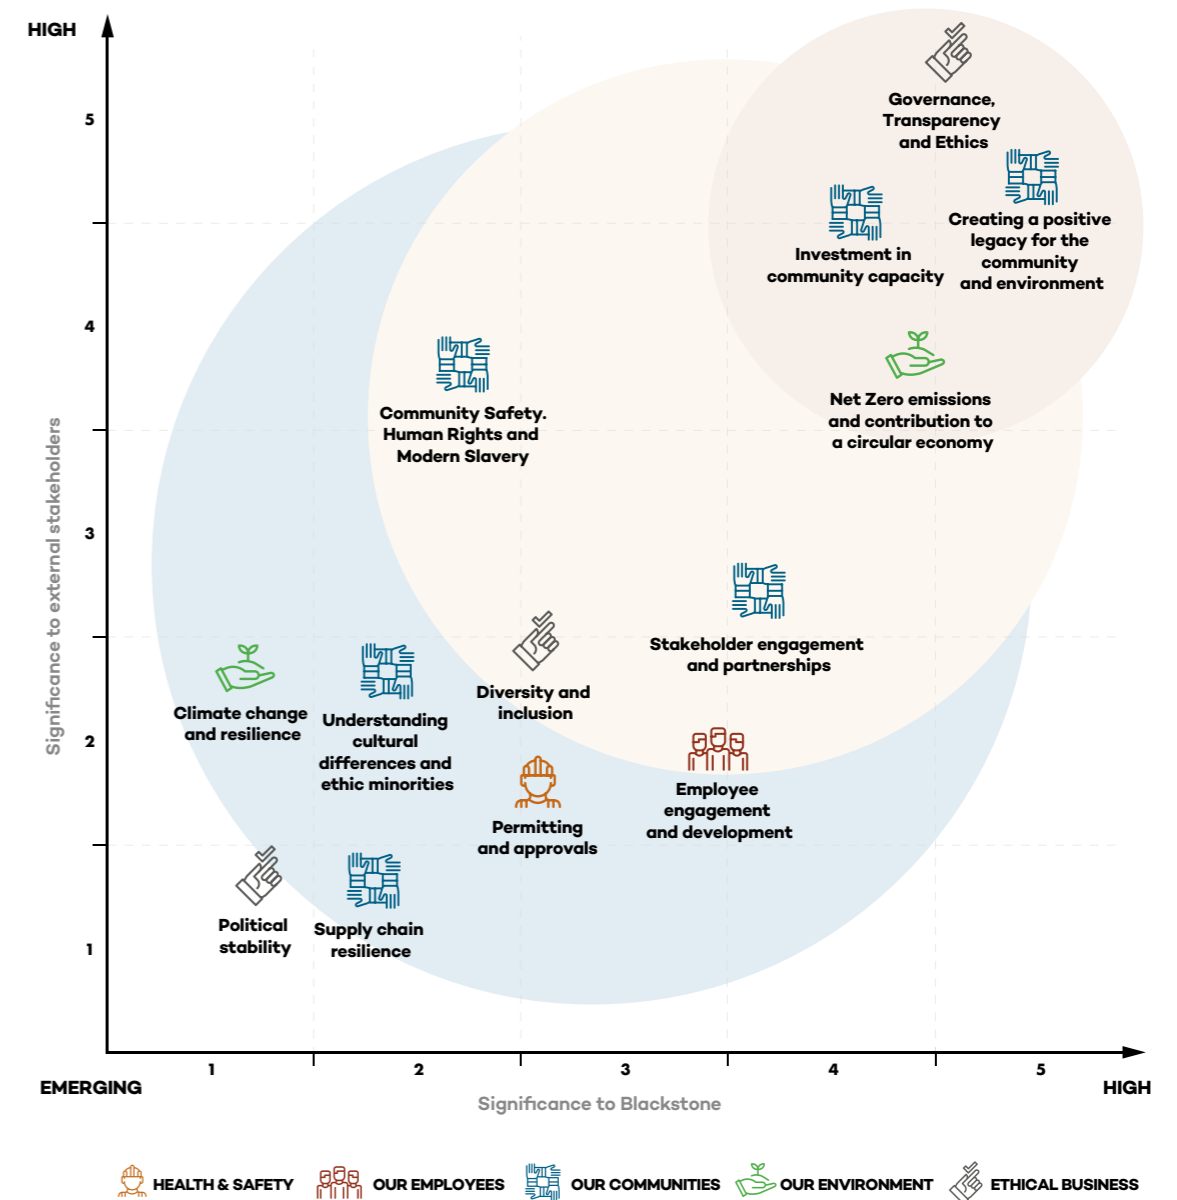 HIGH
5
4
3
2
1
Significance to external stakeholders
Governance,
Transparency
and Ethics
Creating a positive
legacy for the
community
and environment
Investment in
community capacity
Net Zero emissions
and contribution to
a circular economy
Community Safety.
Human Rights and
Modern Slavery
Stakeholder engagement
and partnerships
Diversity and
inclusion
Climate change
and resilience
Understanding
cultural
differences and
ethic minorities
Employee
engagement
and development
Permitting
and approvals
Political
stability
Supply chain
resilience
1
2
3
4
5
EMERGING
HIGH
Significance to Blackstone
HEALTH & SAFETY
OUR EMPLOYEES
OUR COMMUNITIES
OUR ENVIRONMENT
ETHICAL BUSINESS